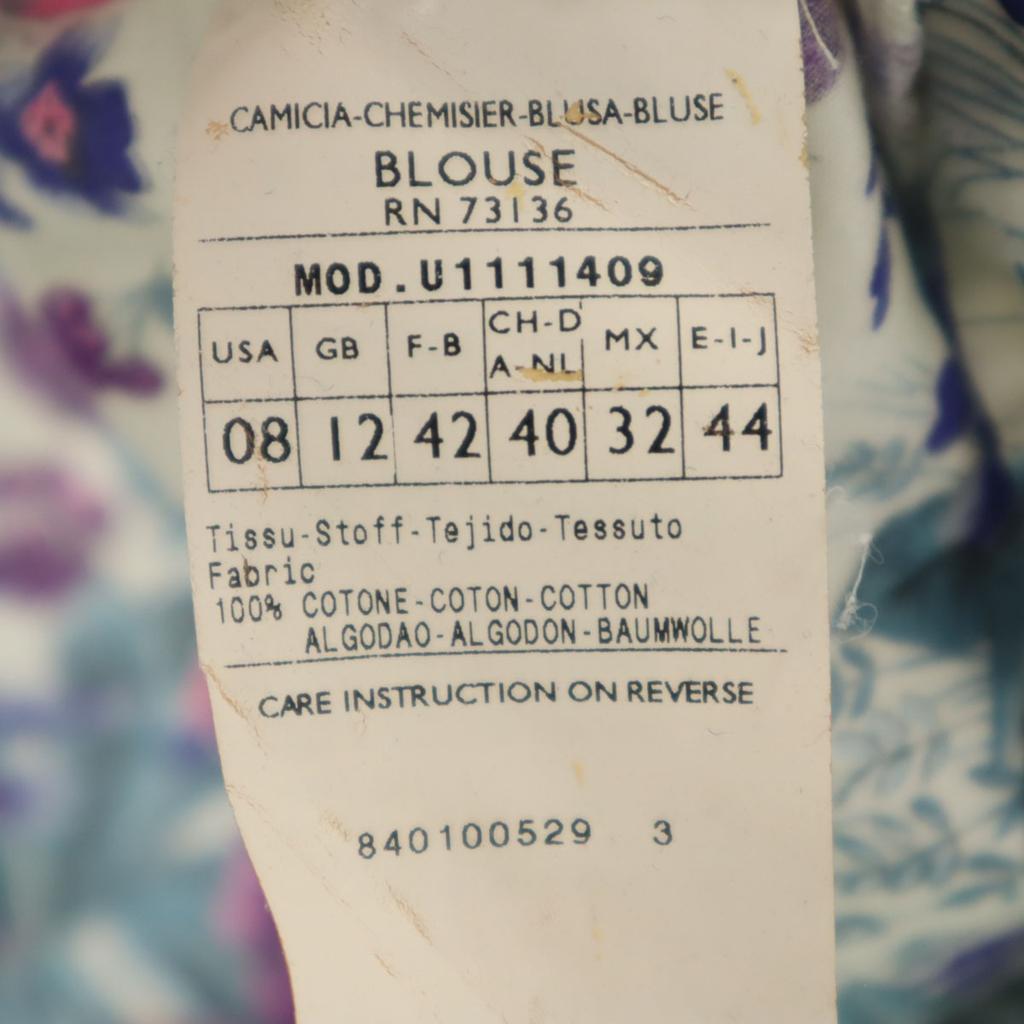 CAMICIA-CHEMISIER-BLUSA-BLUSE
BLOUSE
RN 73136
MOD.U1111409
USA GB F-B CH-D A-NL MX E-I-J
08 12 42 40 32 44
Tissu-Stoff-Tejido-Tessuto
Fabric
100% COTONE-COTON-COTTON
ALGODAO-ALGODON-BAUMWOLLE
CARE INSTRUCTION ON REVERSE
840100529 3